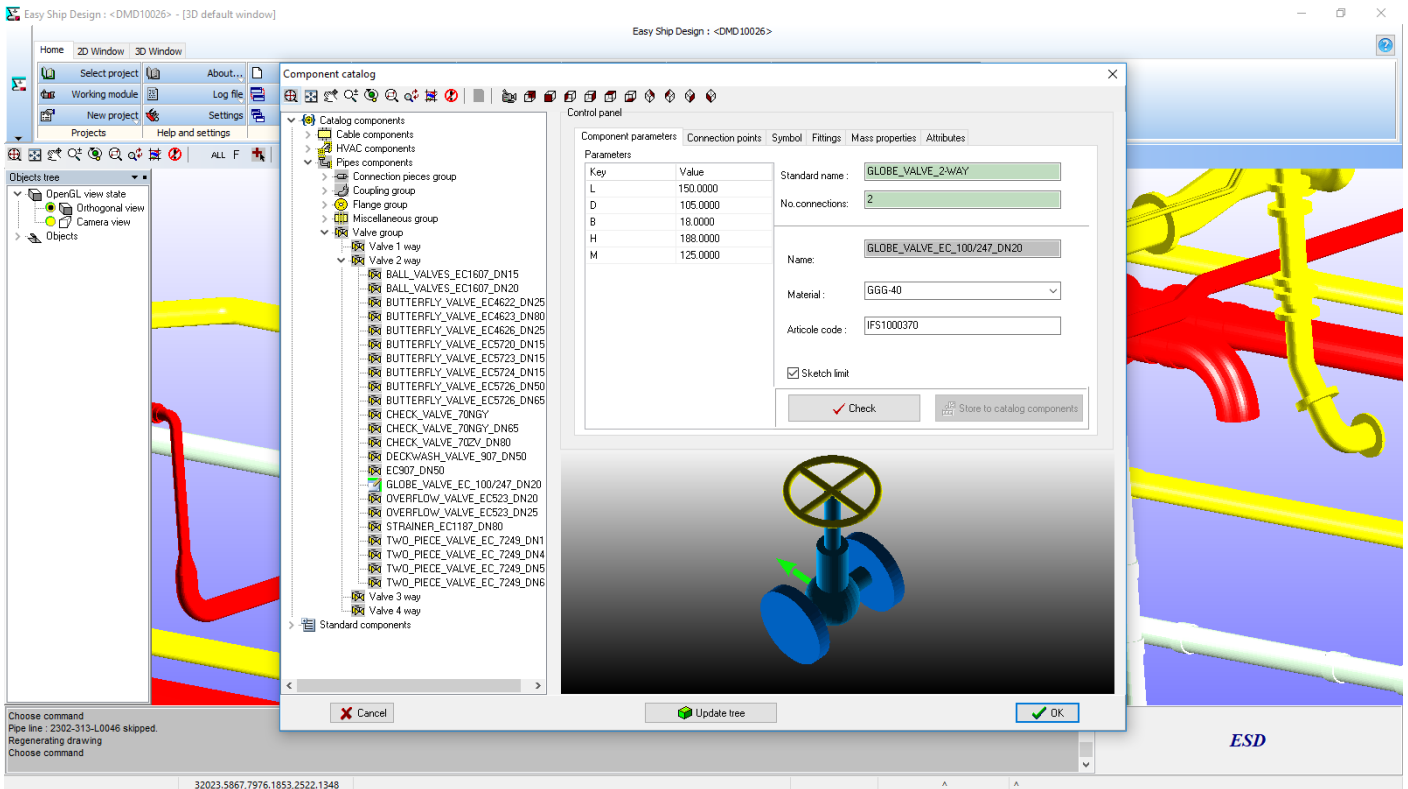 Easy Ship Design : <DMD10026> - [3D default window]
Easy Ship Design : <DMD10026>
Home 2D Window 3D Window
Select project About...
Working module Log file
New project Settings
Projects Help and settings
ALL F
Objects tree
OpenGL view state
Orthogonal view
Camera view
Objects
Component catalog
Catalog components
Cable components
HVAC components
Pipes components
Connection pieces group
Coupling group
Flange group
Miscellaneous group
Valve group
Valve 1 way
Valve 2 way
BALL_VALVES_EC1607_DN15
BALL_VALVES_EC1607_DN20
BUTTERFLY_VALVE_EC4622_DN25
BUTTERFLY_VALVE_EC4623_DN80
BUTTERFLY_VALVE_EC4626_DN25
BUTTERFLY_VALVE_EC5720_DN15
BUTTERFLY_VALVE_EC5723_DN15
BUTTERFLY_VALVE_EC5724_DN15
BUTTERFLY_VALVE_EC5726_DN50
BUTTERFLY_VALVE_EC5726_DN65
CHECK_VALVE_70NGY
CHECK_VALVE_70NGY_DN65
CHECK_VALVE_70ZV_DN80
DECKWASH_VALVE_907_DN50
EC907_DN50
GLOBE_VALVE_EC_100/247_DN20
OVERFLOW_VALVE_EC523_DN20
OVERFLOW_VALVE_EC523_DN25
STRAINER_EC1187_DN80
TWO_PIECE_VALVE_EC_7249_DN1
TWO_PIECE_VALVE_EC_7249_DN4
TWO_PIECE_VALVE_EC_7249_DN5
TWO_PIECE_VALVE_EC_7249_DN6
Valve 3 way
Valve 4 way
Standard components
Control panel
Component parameters Connection points Symbol Fittings Mass properties Attributes
Parameters
Key Value
L 150.0000
D 105.0000
B 18.0000
H 188.0000
M 125.0000
Standard name : GLOBE_VALVE_2-WAY
No.connections: 2
Name: GLOBE_VALVE_EC_100/247_DN20
Material : GGG-40
Articole code : IFS1000370
Sketch limit
Check Store to catalog components
Cancel Update tree OK
Choose command
Pipe line : 2302-313-L0046 skipped.
Regenerating drawing
Choose command
ESD
32023.5867,7976.1853,2522.1348